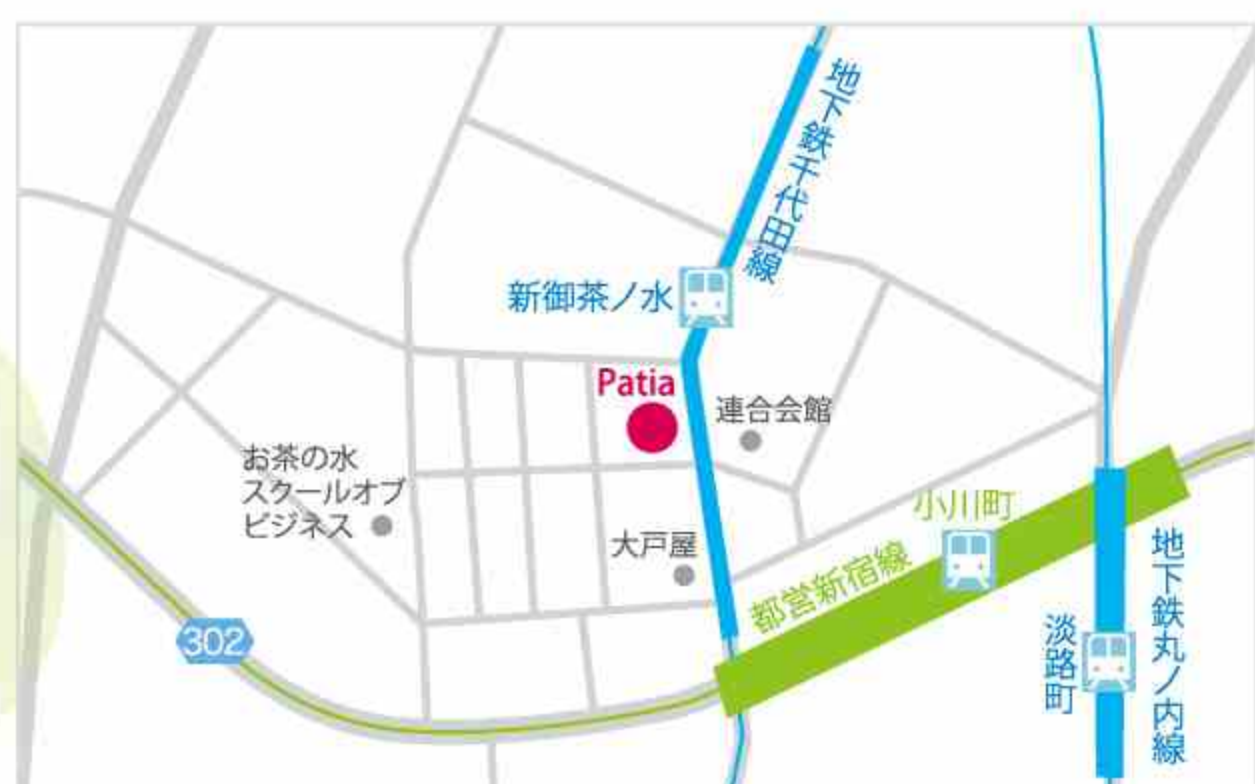 地下鉄千代田線
新御茶ノ水
Patia
連合会館
お茶の水
スクールオブ
ビジネス
大戸屋
小川町
都営新宿線
地下鉄丸ノ内線
淡路町
302